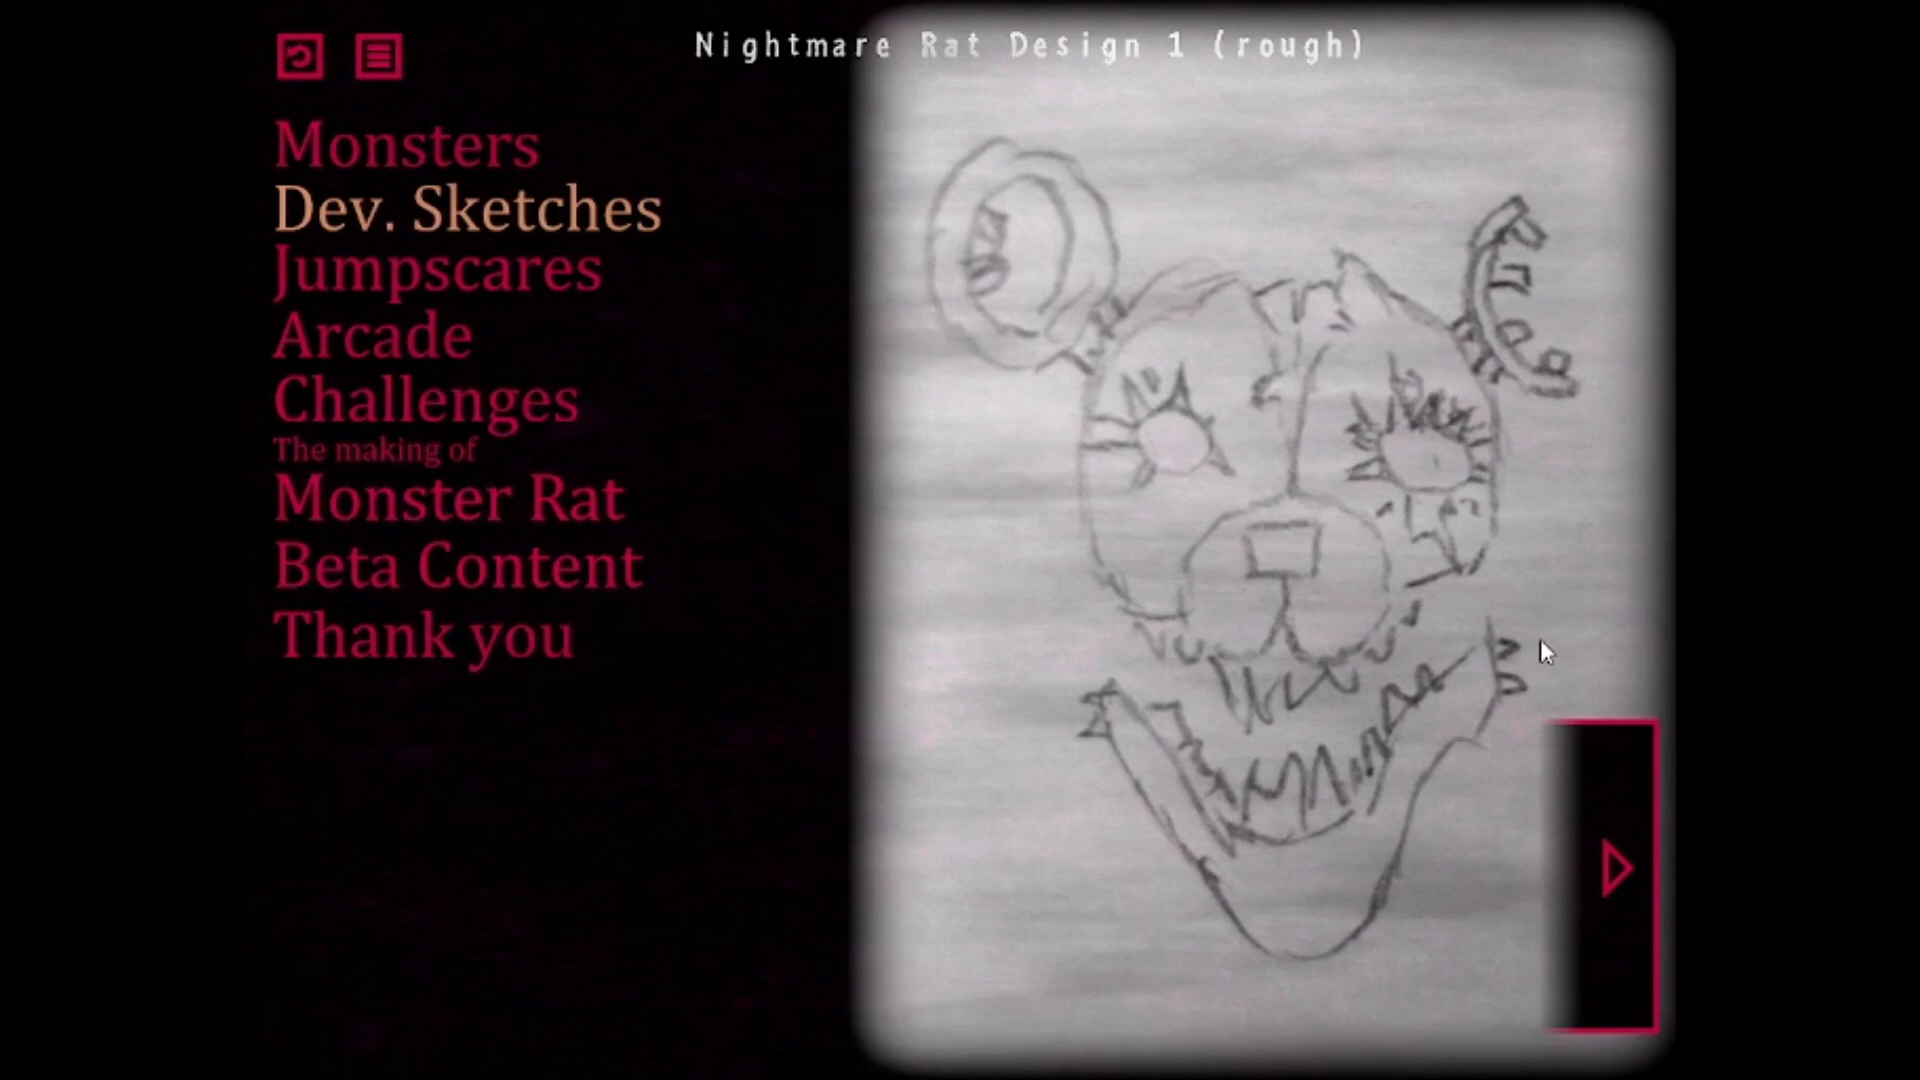 Nightmare Rat Design 1 (rough)
Monsters
Dev. Sketches
Jumpscares
Arcade
Challenges
The making of
Monster Rat
Beta Content
Thank you